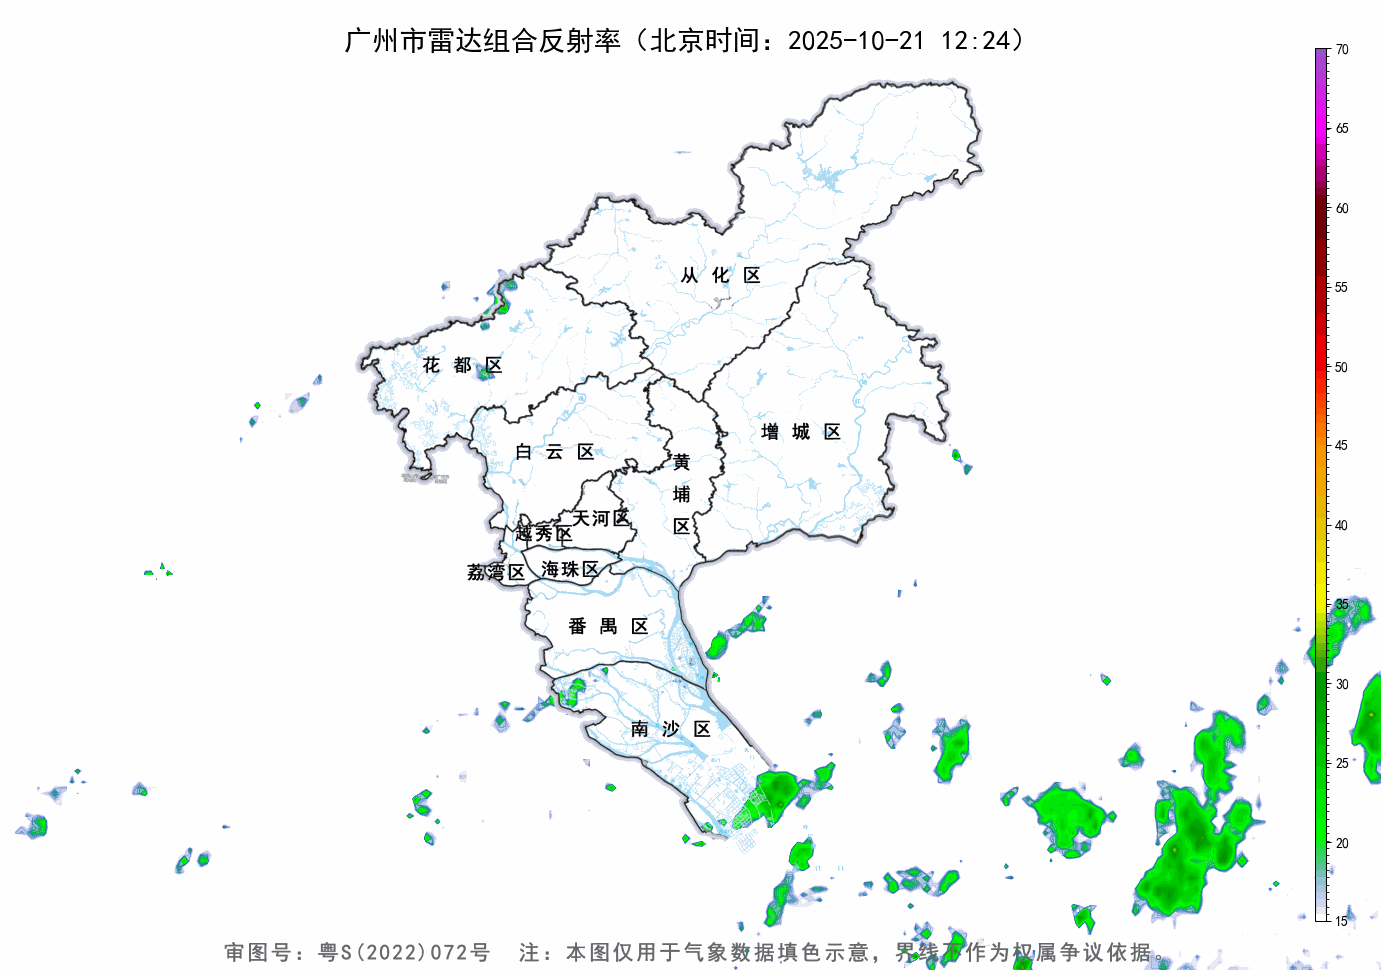 广州市雷达组合反射率（北京时间：2025-10-21 12:24）
70
65
60
55
50
45
40
35
30
25
20
15
从化区
花都区
增城区
白云区
黄埔区
天河区
越秀区
荔湾区
海珠区
番禺区
南沙区
审图号：粤S(2022)072号 注：本图仅用于气象数据填色示意，界线不作为权属争议依据。